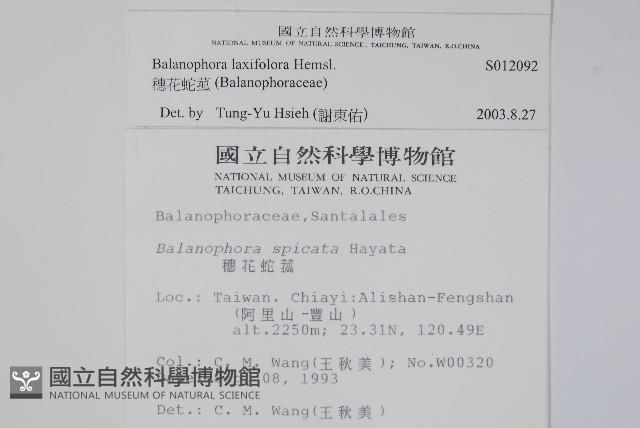 國立自然科學博物館
NATIONAL MUSEUM OF NATURAL SCIENCE, TAICHUNG, TAIWAN, R.O.CHINA
Balanophora laxifolora Hemsl. S012092
穗花蛇菰 (Balanophoraceae)
Det. by Tung-Yu Hsieh (謝東佑) 2003.8.27
國立自然科學博物館
NATIONAL MUSEUM OF NATURAL SCIENCE
TAICHUNG, TAIWAN, R.O.CHINA
Balanophoraceae,Santalales
Balanophora spicata Hayata
穗花蛇菰
Loc.: Taiwan. Chiayi:Alishan-Fengshan
(阿里山-豐山)
alt.2250m; 23.31N, 120.49E
Col.: C. M. Wang(王秋美); No.W00320
08, 1993
Det.: C. M. Wang(王秋美)
國立自然科學博物館
NATIONAL MUSEUM OF NATURAL SCIENCE